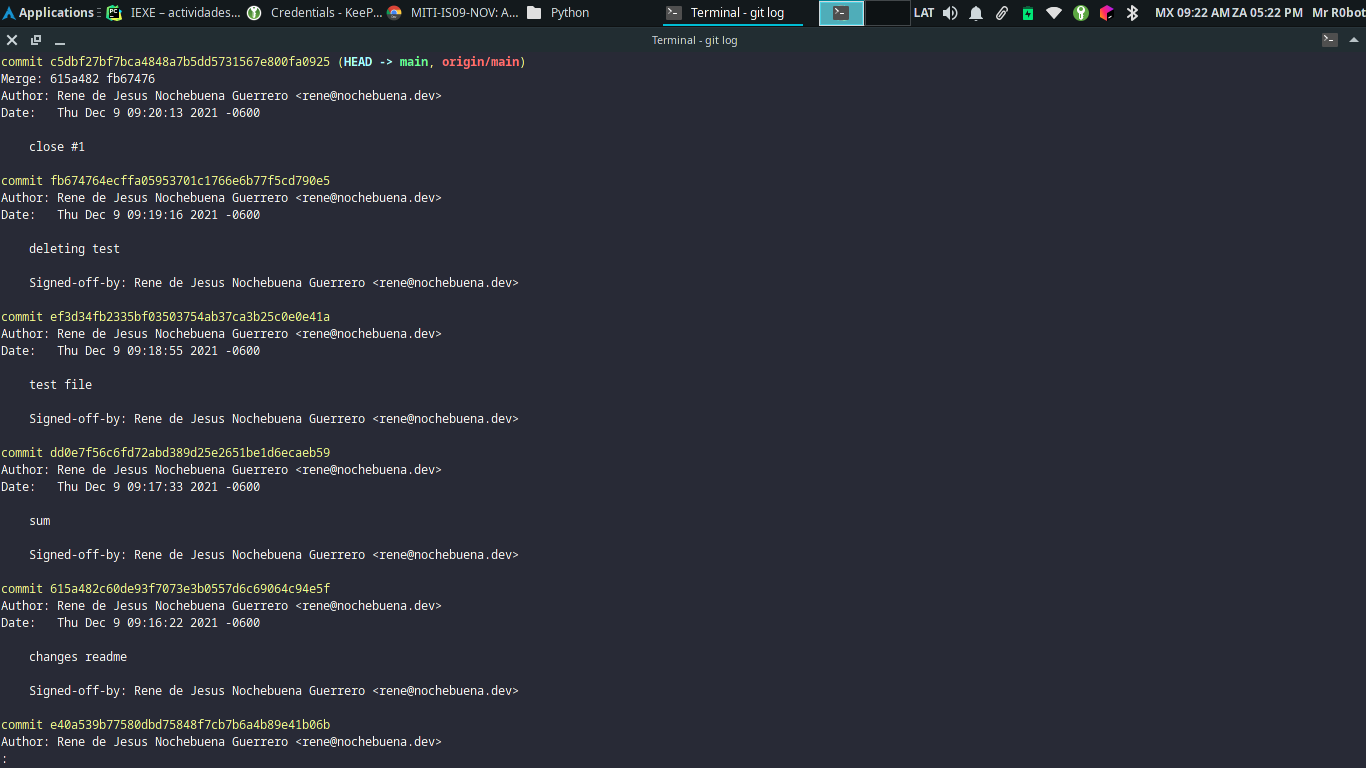 Applications IEXE – actividades... Credentials - KeeP... MITI-IS09-NOV: A... Python Terminal - git log LAT MX 09:22 AM ZA 05:22 PM Mr R0bot
Terminal - git log
commit c5dbf27bf7bca4848a7b5dd5731567e800fa0925 (HEAD -> main, origin/main)
Merge: 615a482 fb67476
Author: Rene de Jesus Nochebuena Guerrero <rene@nochebuena.dev>
Date:   Thu Dec 9 09:20:13 2021 -0600
close #1
commit fb674764ecffa05953701c1766e6b77f5cd790e5
Author: Rene de Jesus Nochebuena Guerrero <rene@nochebuena.dev>
Date:   Thu Dec 9 09:19:16 2021 -0600
deleting test
Signed-off-by: Rene de Jesus Nochebuena Guerrero <rene@nochebuena.dev>
commit ef3d34fb2335bf03503754ab37ca3b25c0e0e41a
Author: Rene de Jesus Nochebuena Guerrero <rene@nochebuena.dev>
Date:   Thu Dec 9 09:18:55 2021 -0600
test file
Signed-off-by: Rene de Jesus Nochebuena Guerrero <rene@nochebuena.dev>
commit dd0e7f56c6fd72abd389d25e2651be1d6ecaeb59
Author: Rene de Jesus Nochebuena Guerrero <rene@nochebuena.dev>
Date:   Thu Dec 9 09:17:33 2021 -0600
sum
Signed-off-by: Rene de Jesus Nochebuena Guerrero <rene@nochebuena.dev>
commit 615a482c60de93f7073e3b0557d6c69064c94e5f
Author: Rene de Jesus Nochebuena Guerrero <rene@nochebuena.dev>
Date:   Thu Dec 9 09:16:22 2021 -0600
changes readme
Signed-off-by: Rene de Jesus Nochebuena Guerrero <rene@nochebuena.dev>
commit e40a539b77580dbd75848f7cb7b6a4b89e41b06b
Author: Rene de Jesus Nochebuena Guerrero <rene@nochebuena.dev>
: